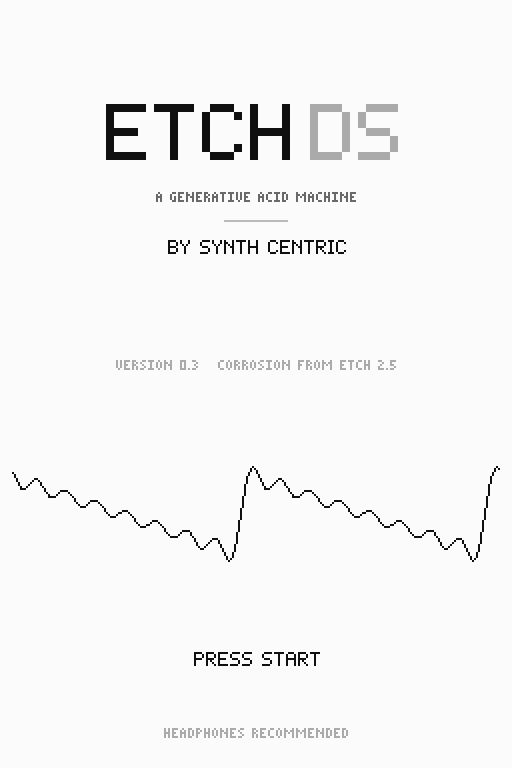 ETCH DS
A GENERATIVE ACID MACHINE
BY SYNTH CENTRIC
VERSION 0.3 CORROSION FROM ETCH 2.5
PRESS START
HEADPHONES RECOMMENDED